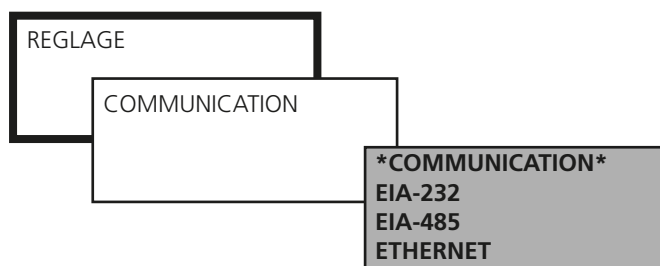 REGLAGE
COMMUNICATION
*COMMUNICATION*
EIA-232
EIA-485
ETHERNET